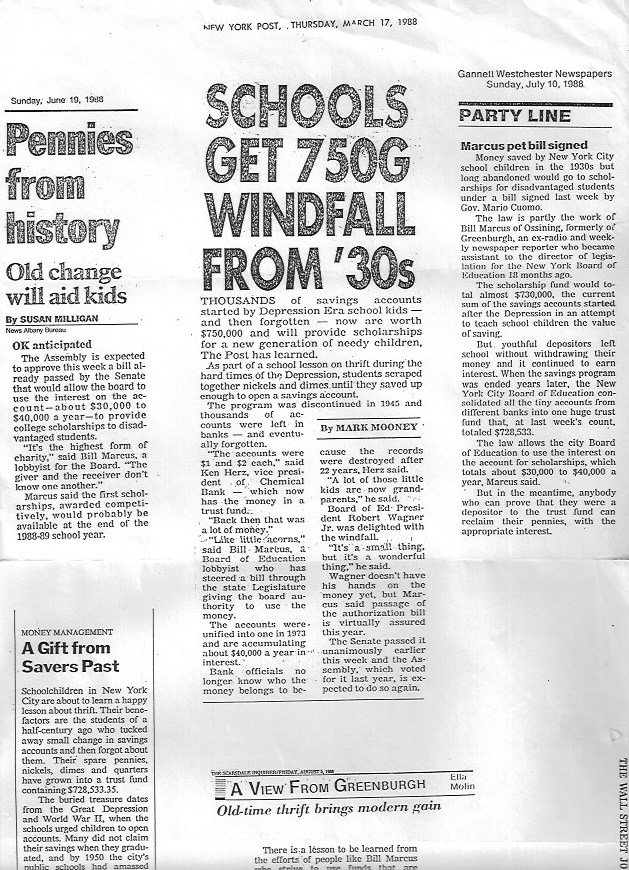 NEW YORK POST, THURSDAY, MARCH 17, 1988
Sunday, June 19, 1988
Pennies
from
history
Old change
will aid kids
By SUSAN MILLIGAN
News Albany Bureau
OK anticipated
The Assembly is expected
to approve this week a bill al-
ready passed by the Senate
that would allow the board to
use the interest on the ac-
count—about $30,000 to
$40,000 a year—to provide
college scholarships to disad-
vantaged students.
"It's the highest form of
charity," said Bill Marcus, a
lobbyist for the Board. "The
giver and the receiver don't
know one another."
Marcus said the first schol-
arships, awarded competi-
tively, would probably be
available at the end of the
1988-89 school year.
MONEY MANAGEMENT
A Gift from
Savers Past
Schoolchildren in New York
City are about to learn a happy
lesson about thrift. Their bene-
factors are the students of a
half-century ago who tucked
away small change in savings
accounts and then forgot about
them. Their spare pennies,
nickels, dimes and quarters
have grown into a trust fund
containing $728,533.35.
The buried treasure dates
from the Great Depression
and World War II, when the
schools urged children to open
accounts. Many did not claim
their savings when they gradu-
ated, and by 1950 the city's
public schools had amassed
SCHOOLS
GET 750G
WINDFALL
FROM '30s
THOUSANDS of savings accounts
started by Depression Era school kids —
and then forgotten — now are worth
$750,000 and will provide scholarships
for a new generation of needy children,
The Post has learned.
As part of a school lesson on thrift during the
hard times of the Depression, students scraped
together nickels and dimes until they saved up
enough to open a savings account.
The program was discontinued in 1945 and
thousands of ac-
counts were left in
banks — and eventu-
ally forgotten.
"The accounts were
$1 and $2 each," said
Ken Herz, vice presi-
dent of Chemical
Bank — which now
has the money in a
trust fund.
"Back then that was
a lot of money."
"Like little acorns,"
said Bill Marcus, a
Board of Education
lobbyist who has
steered a bill through
the state Legislature
giving the board au-
thority to use the
money.
The accounts were
unified into one in 1973
and are accumulating
about $40,000 a year in
interest.
Bank officials no
longer know who the
money belongs to be-
By MARK MOONEY
cause the records
were destroyed after
22 years, Herz said.
"A lot of those little
kids are now grand-
parents," he said.
Board of Ed Presi-
dent Robert Wagner
Jr. was delighted with
the windfall.
"It's a small thing,
but it's a wonderful
thing," he said.
Wagner doesn't have
his hands on the
money yet, but Mar-
cus said passage of
the authorization bill
is virtually assured
this year.
The Senate passed it
unanimously earlier
this week and the As-
sembly, which voted
for it last year, is ex-
pected to do so again.
THE SCARSDALE INQUIRER/FRIDAY, AUGUST 5, 1988
A VIEW FROM GREENBURGH
Ella
Molin
Old-time thrift brings modern gain
There is a lesson to be learned from
the efforts of people like Bill Marcus
who strive to use funds that are
Gannett Westchester Newspapers
Sunday, July 10, 1988
PARTY LINE
Marcus pet bill signed
Money saved by New York City
school children in the 1930s but
long abandoned would go to schol-
arships for disadvantaged students
under a bill signed last week by
Gov. Mario Cuomo.
The law is partly the work of
Bill Marcus of Ossining, formerly of
Greenburgh, an ex-radio and week-
ly newspaper reporter who became
assistant to the director of legis-
lation for the New York Board of
Education 18 months ago.
The scholarship fund would to-
tal almost $730,000, the current
sum of the savings accounts started
after the Depression in an attempt
to teach school children the value
of saving.
But youthful depositors left
school without withdrawing their
money and it continued to earn
interest. When the savings program
was ended years later, the New
York City Board of Education con-
solidated all the tiny accounts from
different banks into one huge trust
fund that, at last week's count,
totaled $728,533.
The law allows the city Board
of Education to use the interest on
the account for scholarships, which
totals about $30,000 to $40,000 a
year, Marcus said.
But in the meantime, anybody
who can prove that they were a
depositor to the trust fund can
reclaim their pennies, with the
appropriate interest.
THE WALL STREET JO